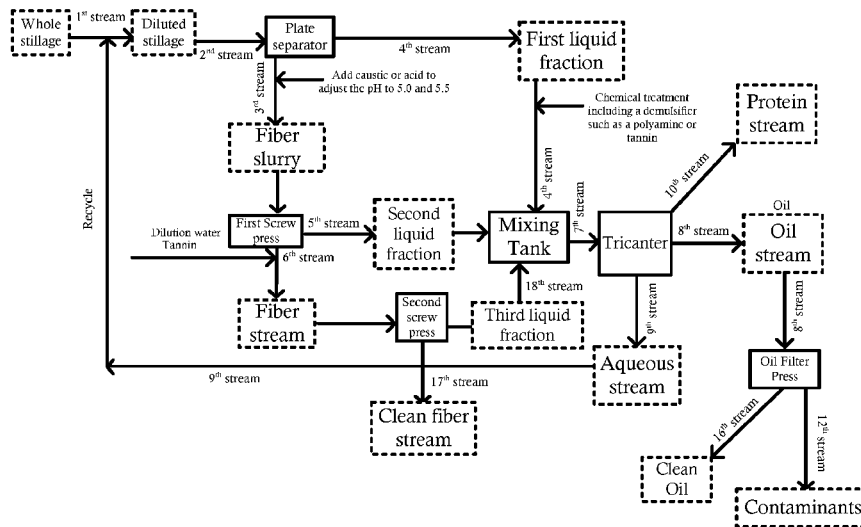 Whole
stillage
1st stream
Diluted
stillage
2nd stream
Plate
separator
4th stream
First liquid
fraction
3rd stream
Add caustic or acid to
adjust the pH to 5.0 and 5.5
Chemical treatment
including a demulsifier
such as a polyamine or
tannin
Protein
stream
Fiber
slurry
4th stream
10th stream
Recycle
First Screw
press
5th stream
Second
liquid
fraction
Mixing
Tank
7th stream
Tricanter
8th stream
Oil
Oil
stream
Dilution water
Tannin
6th stream
18th stream
Fiber
stream
Second
screw
press
Third liquid
fraction
9th stream
8th stream
9th stream
17th stream
Aqueous
stream
Oil Filter
Press
Clean fiber
stream
16th stream
12th stream
Clean
Oil
Contaminants